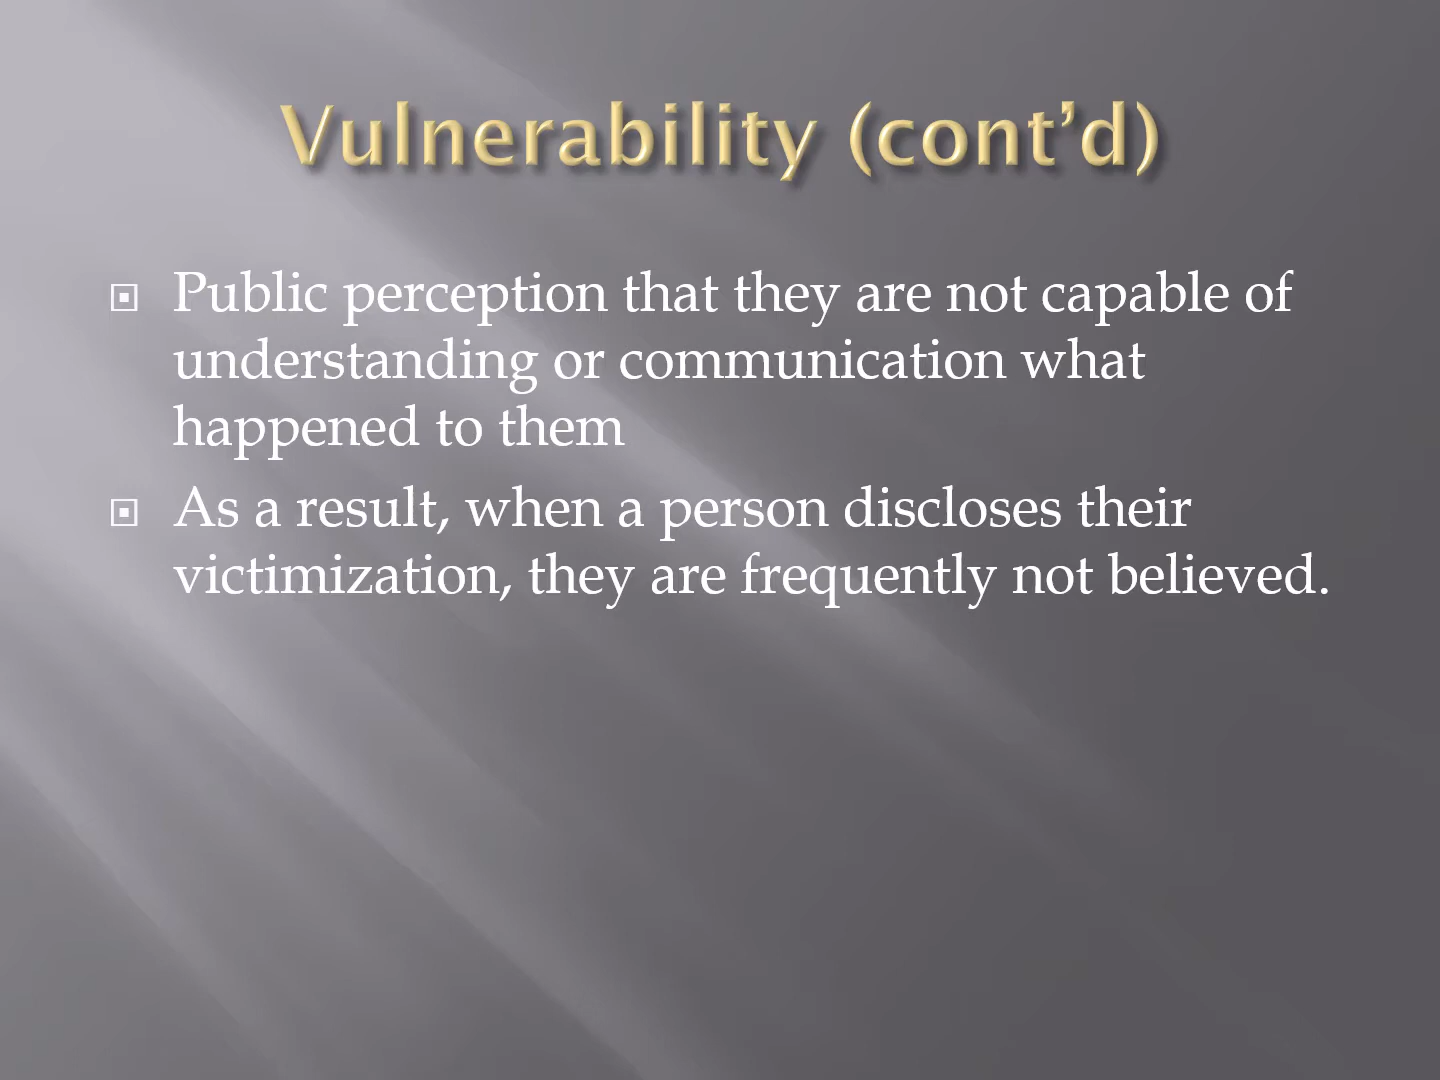 Vulnerability (cont’d)
Public perception that they are not capable of
understanding or communication what
happened to them
As a result, when a person discloses their
victimization, they are frequently not believed.